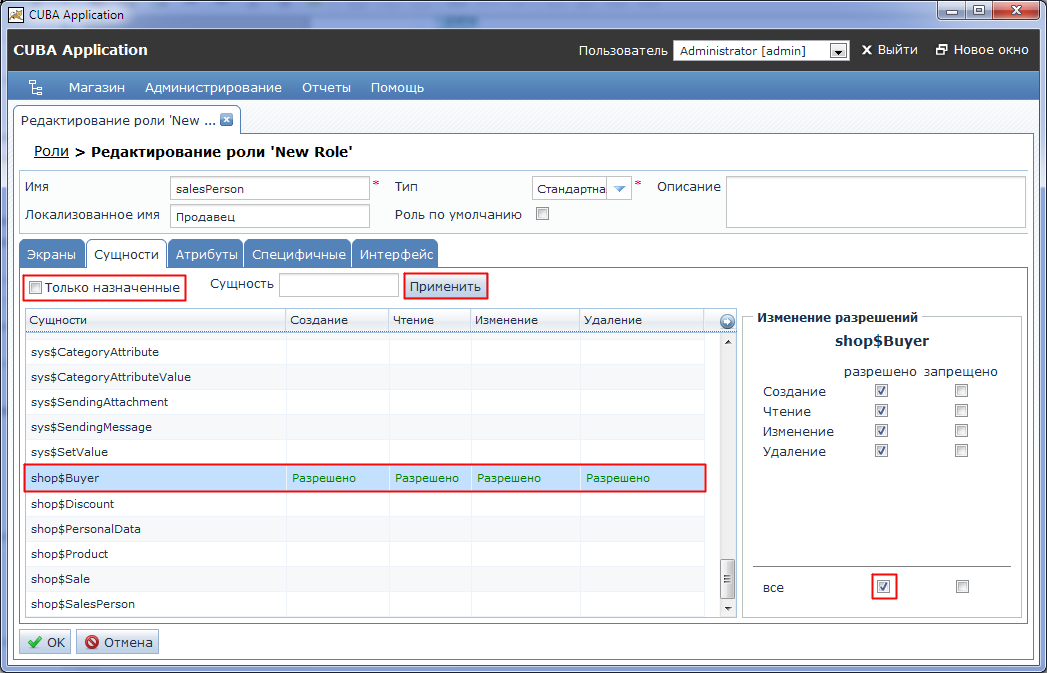 CUBA Application
CUBA Application
Пользователь Administrator [admin] Выйти Новое окно
Магазин Администрирование Отчеты Помощь
Редактирование роли 'New ...
Роли > Редактирование роли 'New Role'
Имя salesPerson * Тип Стандартна * Описание
Локализованное имя Продавец Роль по умолчанию
Экраны Сущности Атрибуты Специфичные Интерфейс
Только назначенные Сущность Применить
Сущности Создание Чтение Изменение Удаление
sys$CategoryAttribute
sys$CategoryAttributeValue
sys$SendingAttachment
sys$SendingMessage
sys$SetValue
shop$Buyer Разрешено Разрешено Разрешено Разрешено
shop$Discount
shop$PersonalData
shop$Product
shop$Sale
shop$SalesPerson
Изменение разрешений
shop$Buyer
разрешено запрещено
Создание
Чтение
Изменение
Удаление
все
OK Отмена